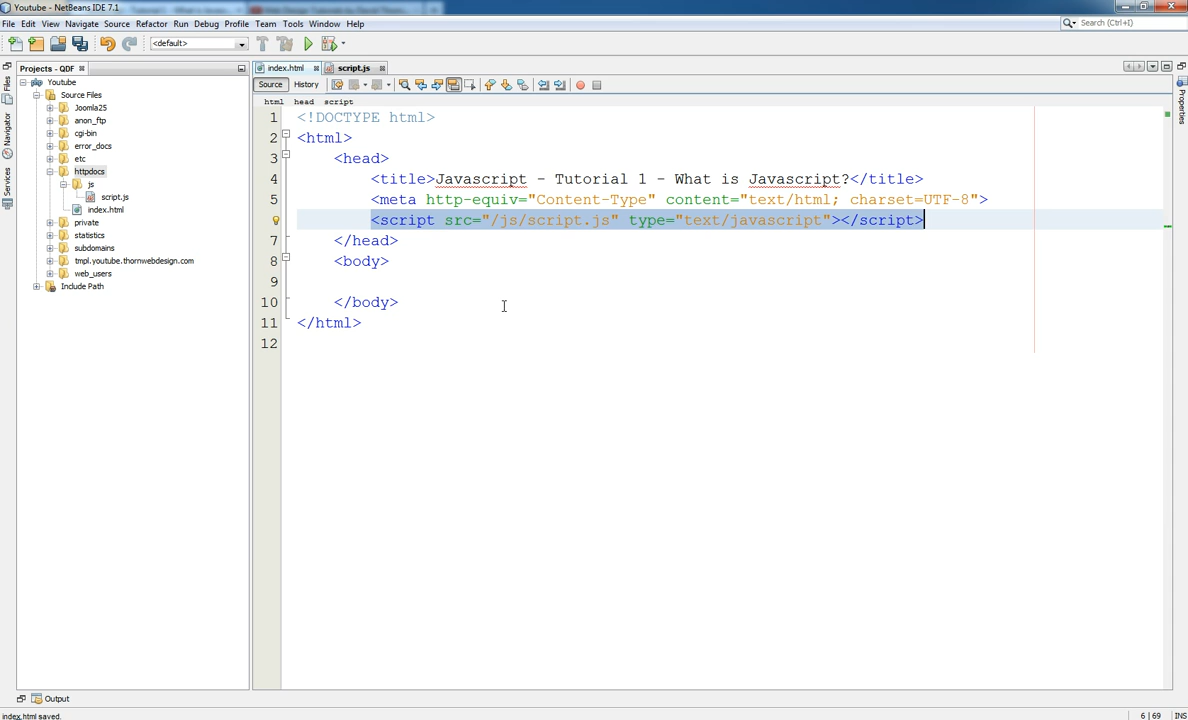 Youtube - NetBeans IDE 7.1
File Edit View Navigate Source Refactor Run Debug Profile Team Tools Window Help
<default>
Search (Ctrl+I)
Projects - QDF
index.html
script.js
Source History
html head script
Files
Navigator
Services
Properties
Youtube
Source Files
Joomla25
anon_ftp
cgi-bin
error_docs
etc
httpdocs
js
script.js
index.html
private
statistics
subdomains
tmpl.youtube.thornwebdesign.com
web_users
Include Path
1 <!DOCTYPE html>
2 <html>
3 <head>
4 <title>Javascript - Tutorial 1 - What is Javascript?</title>
5 <meta http-equiv="Content-Type" content="text/html; charset=UTF-8">
<script src="/js/script.js" type="text/javascript"></script>
7 </head>
8 <body>
9
10 </body>
11 </html>
12
Output
index.html saved.
6 | 69 INS